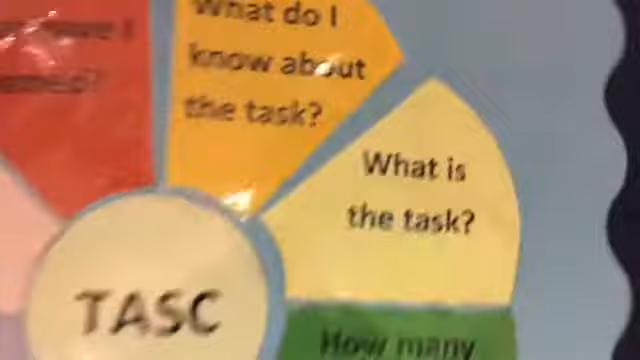 What do I
know about
the task?
What is
the task?
TASC
How many